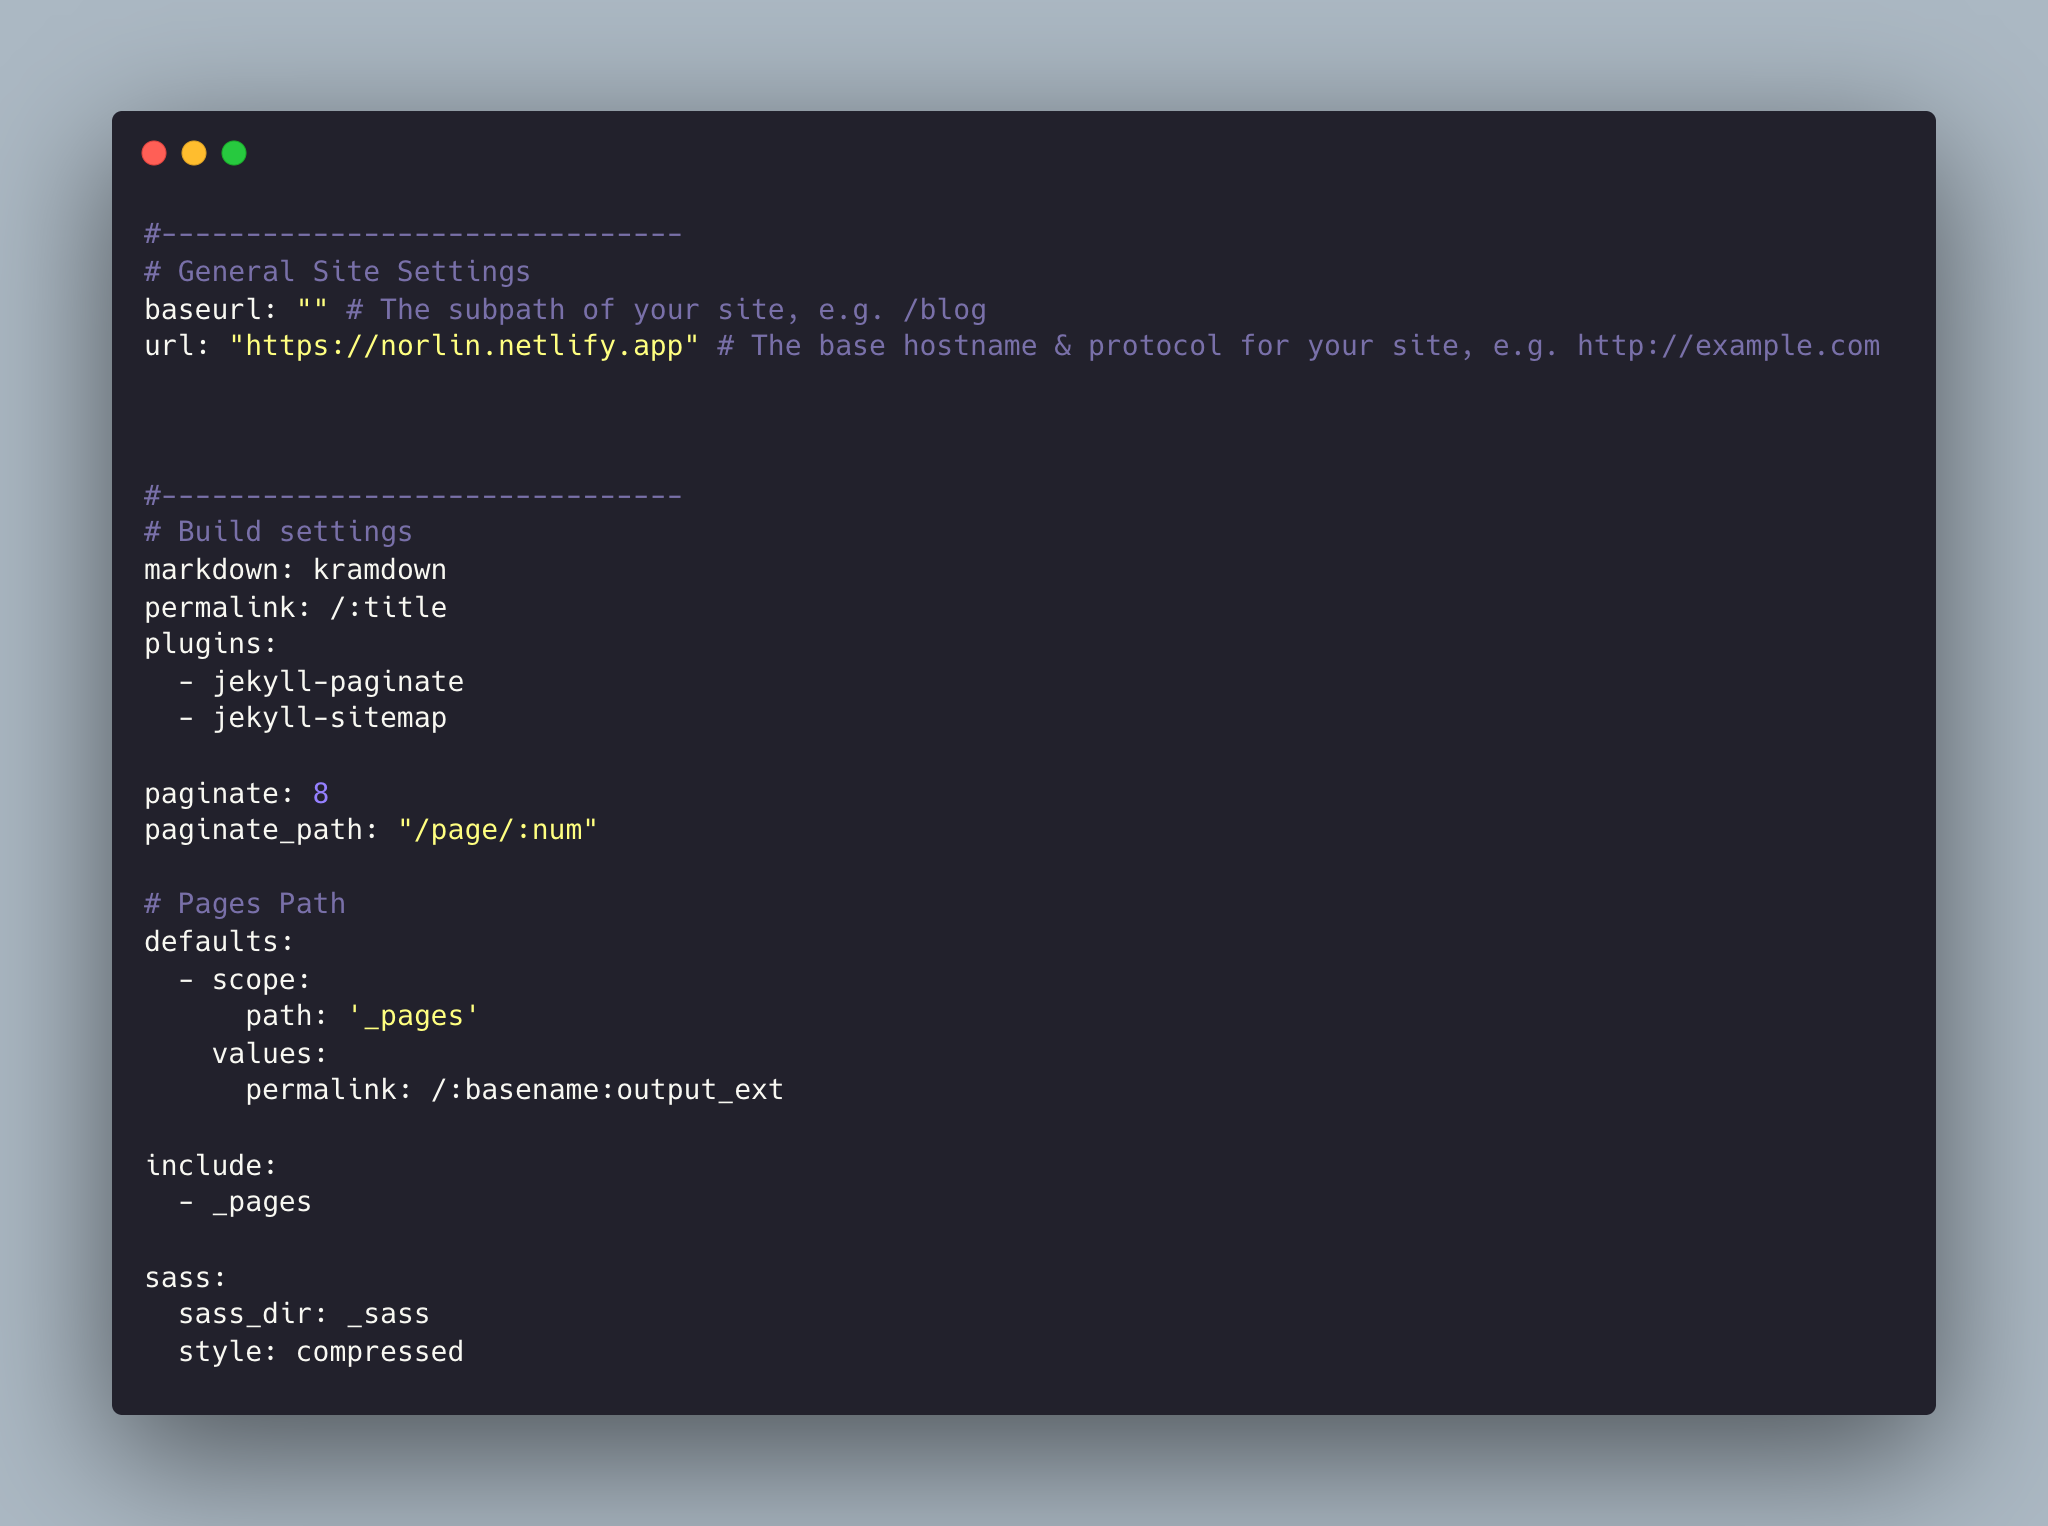 #-------------------------------
# General Site Settings
baseurl: "" # The subpath of your site, e.g. /blog
url: "https://norlin.netlify.app" # The base hostname & protocol for your site, e.g. http://example.com
#-------------------------------
# Build settings
markdown: kramdown
permalink: /:title
plugins:
  - jekyll-paginate
  - jekyll-sitemap
paginate: 8
paginate_path: "/page/:num"
# Pages Path
defaults:
  - scope:
      path: '_pages'
    values:
      permalink: /:basename:output_ext
include:
  - _pages
sass:
  sass_dir: _sass
  style: compressed